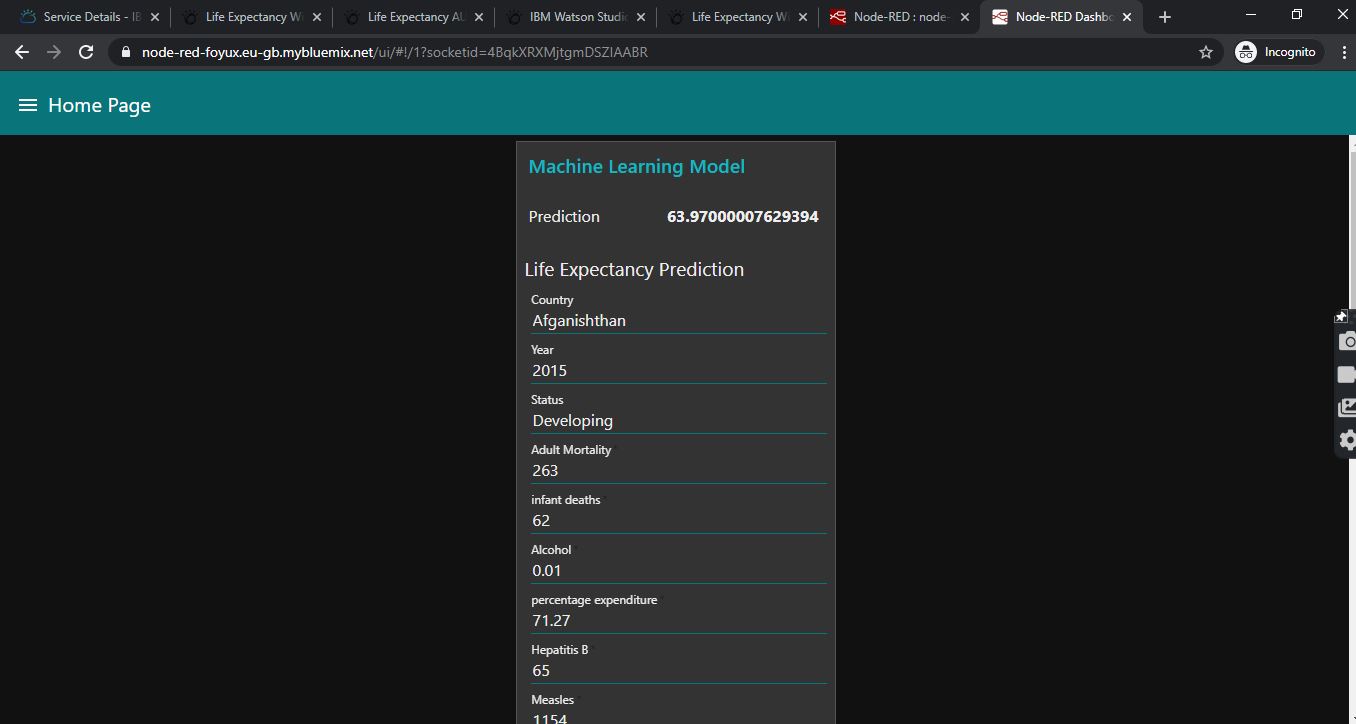 Service Details - IB
Life Expectancy W
Life Expectancy AU
IBM Watson Studio
Life Expectancy W
Node-RED : node-
Node-RED Dashbo
node-red-foyux.eu-gb.mybluemix.net/ui/#!/1?socketid=4BqkXRXMjtgmDSZIAABR
Incognito
Home Page
Machine Learning Model
Prediction 63.97000007629394
Life Expectancy Prediction
Country
Afganishthan
Year
2015
Status
Developing
Adult Mortality *
263
infant deaths *
62
Alcohol *
0.01
percentage expenditure *
71.27
Hepatitis B *
65
Measles *
1154